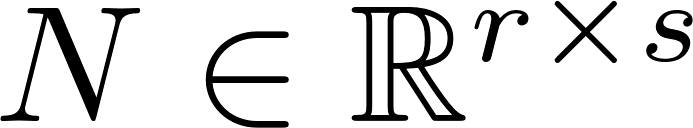 N ∈ ℝ^{r×s}